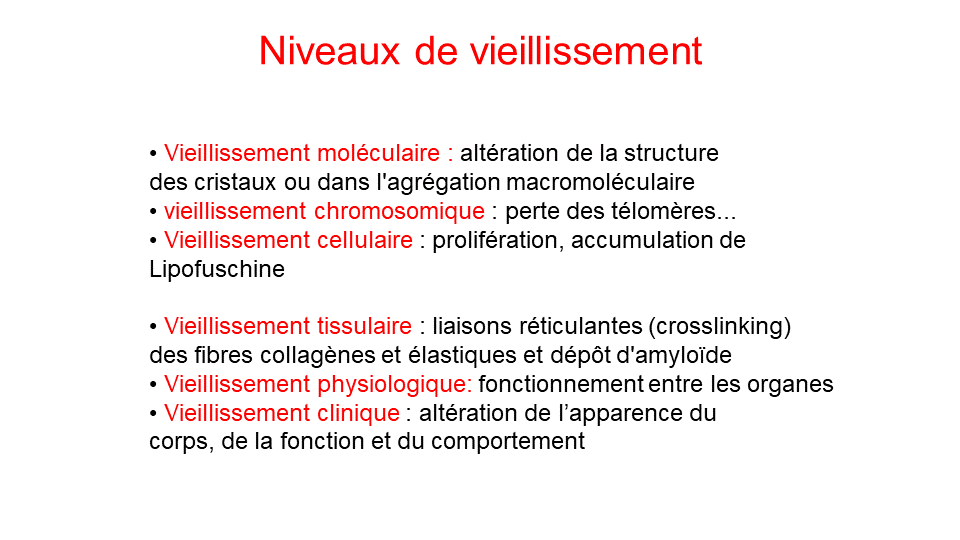 Niveaux de vieillissement
• Vieillissement moléculaire : altération de la structure
des cristaux ou dans l'agrégation macromoléculaire
• vieillissement chromosomique : perte des télomères...
• Vieillissement cellulaire : prolifération, accumulation de
Lipofuschine
• Vieillissement tissulaire : liaisons réticulantes (crosslinking)
des fibres collagènes et élastiques et dépôt d'amyloïde
• Vieillissement physiologique: fonctionnement entre les organes
• Vieillissement clinique : altération de l’apparence du
corps, de la fonction et du comportement